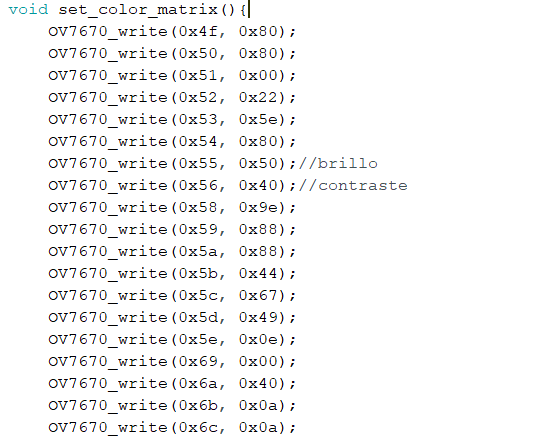 void set_color_matrix(){
    OV7670_write(0x4f, 0x80);
    OV7670_write(0x50, 0x80);
    OV7670_write(0x51, 0x00);
    OV7670_write(0x52, 0x22);
    OV7670_write(0x53, 0x5e);
    OV7670_write(0x54, 0x80);
    OV7670_write(0x55, 0x50);//brillo
    OV7670_write(0x56, 0x40);//contraste
    OV7670_write(0x58, 0x9e);
    OV7670_write(0x59, 0x88);
    OV7670_write(0x5a, 0x88);
    OV7670_write(0x5b, 0x44);
    OV7670_write(0x5c, 0x67);
    OV7670_write(0x5d, 0x49);
    OV7670_write(0x5e, 0x0e);
    OV7670_write(0x69, 0x00);
    OV7670_write(0x6a, 0x40);
    OV7670_write(0x6b, 0x0a);
    OV7670_write(0x6c, 0x0a);